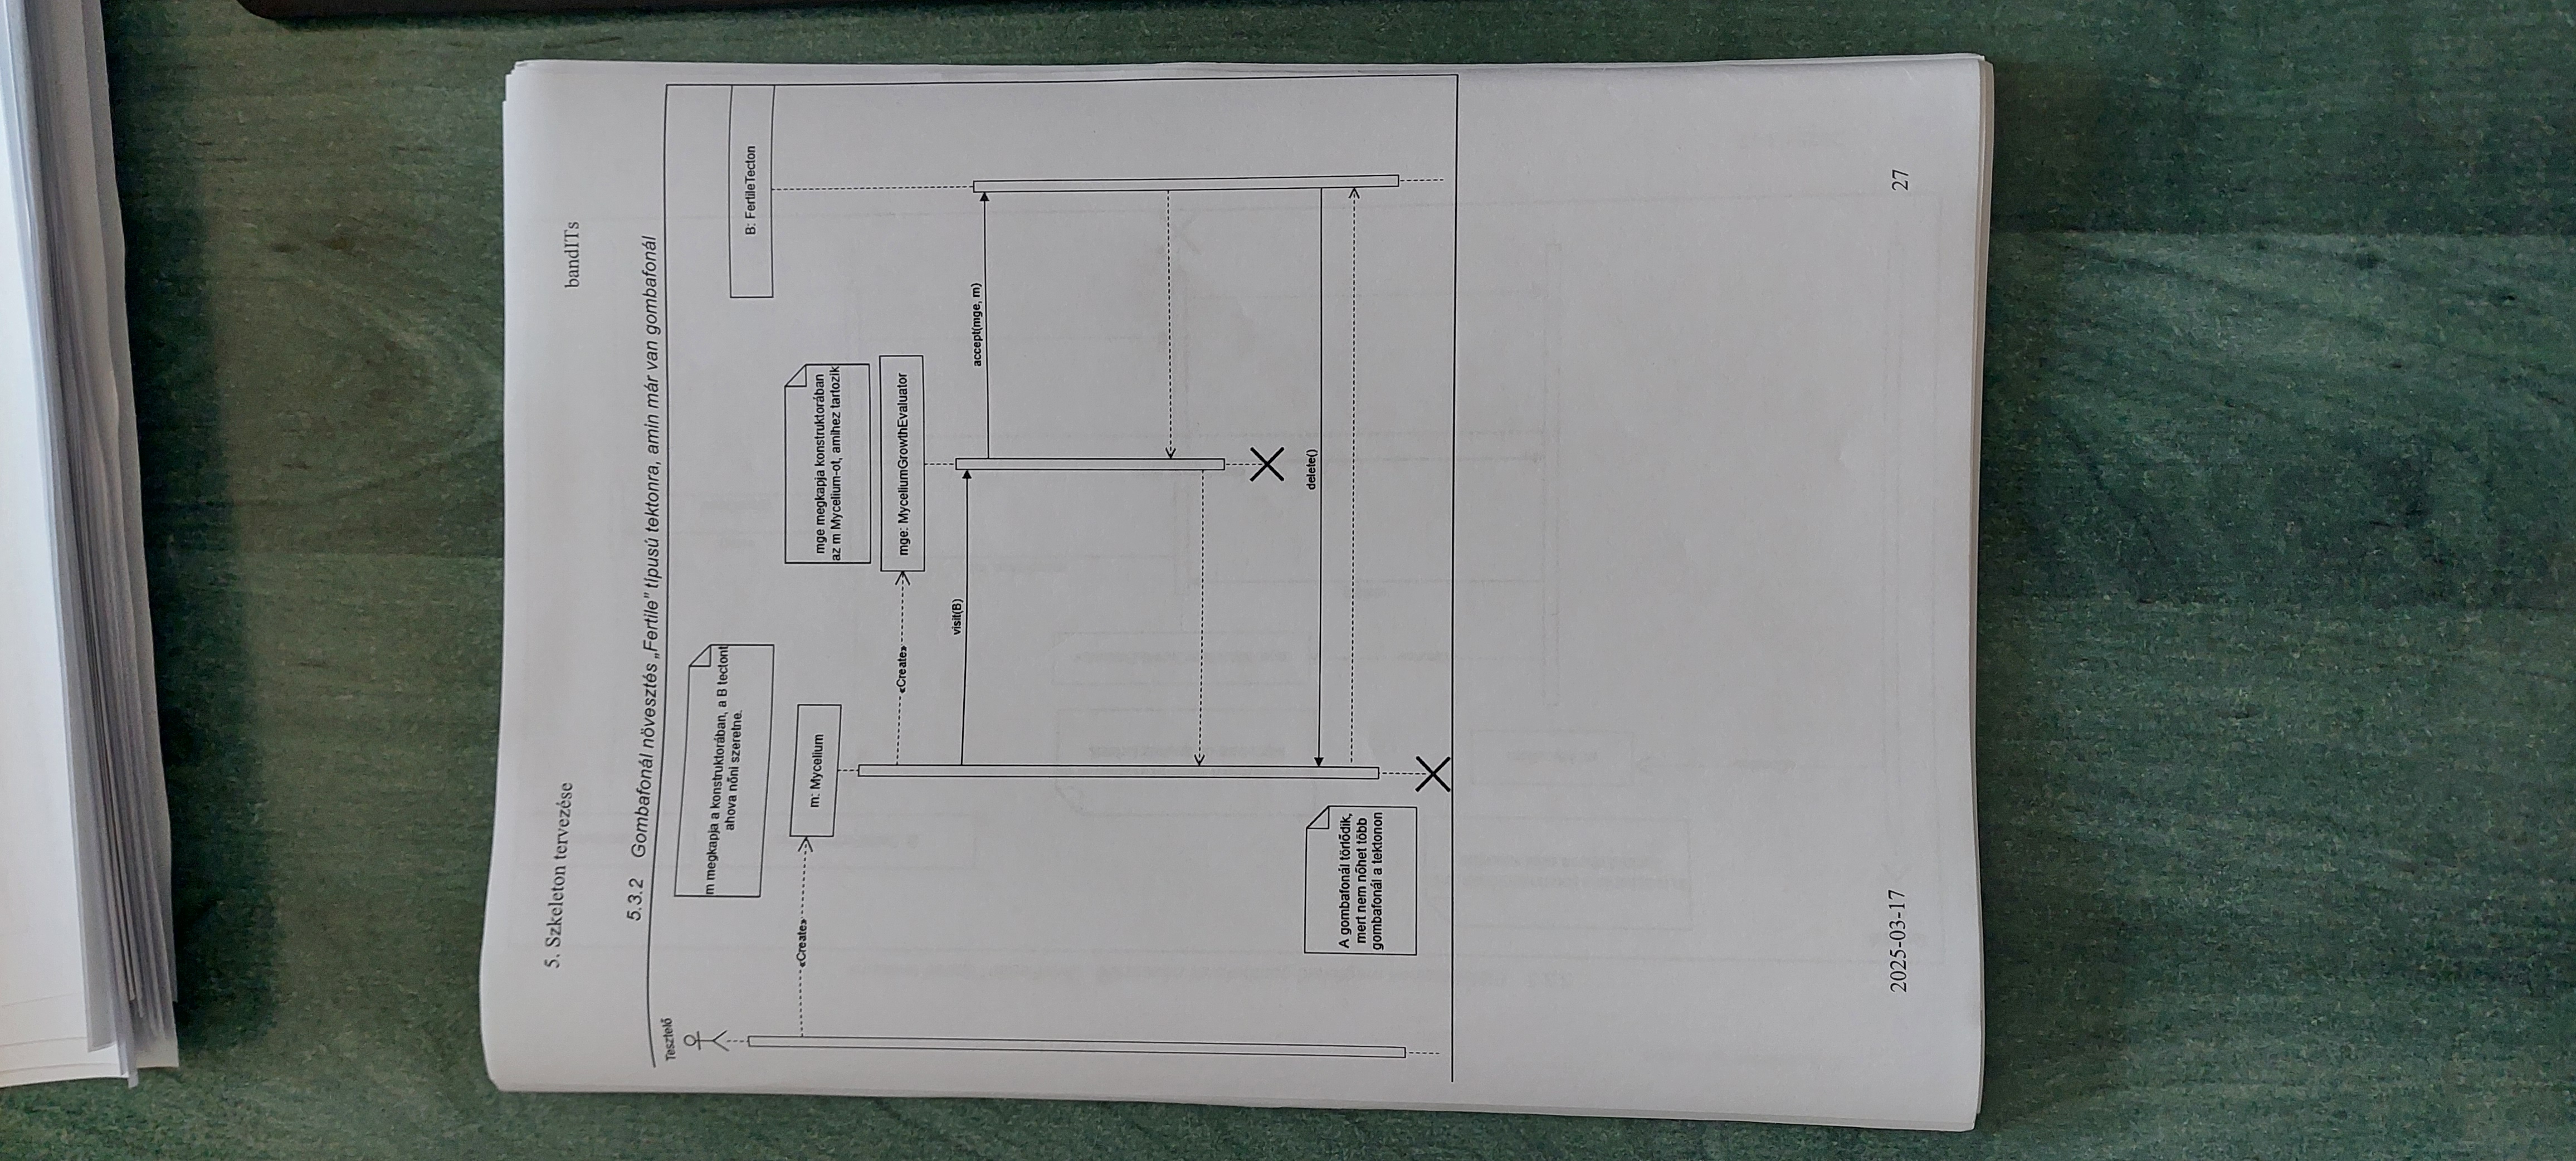 5. Szkeleton tervezése
bandITs
5.3.2 Gombafonál növesztés „Fertile" típusú tektonra, amin már van gombafonál
Tesztelő
m megkapja a konstruktorában, a B tectont
ahova nőni szeretne.
B: FertileTecton
«Create»
m: Mycelium
mge megkapja konstruktorában
az m Mycelium-ot, amihez tartozik
«Create»
mge: MyceliumGrowthEvaluator
visit(B)
accept(mge, m)
delete()
A gombafonál törlődik,
mert nem nőhet több
gombafonál a tektonon
2025-03-17
27